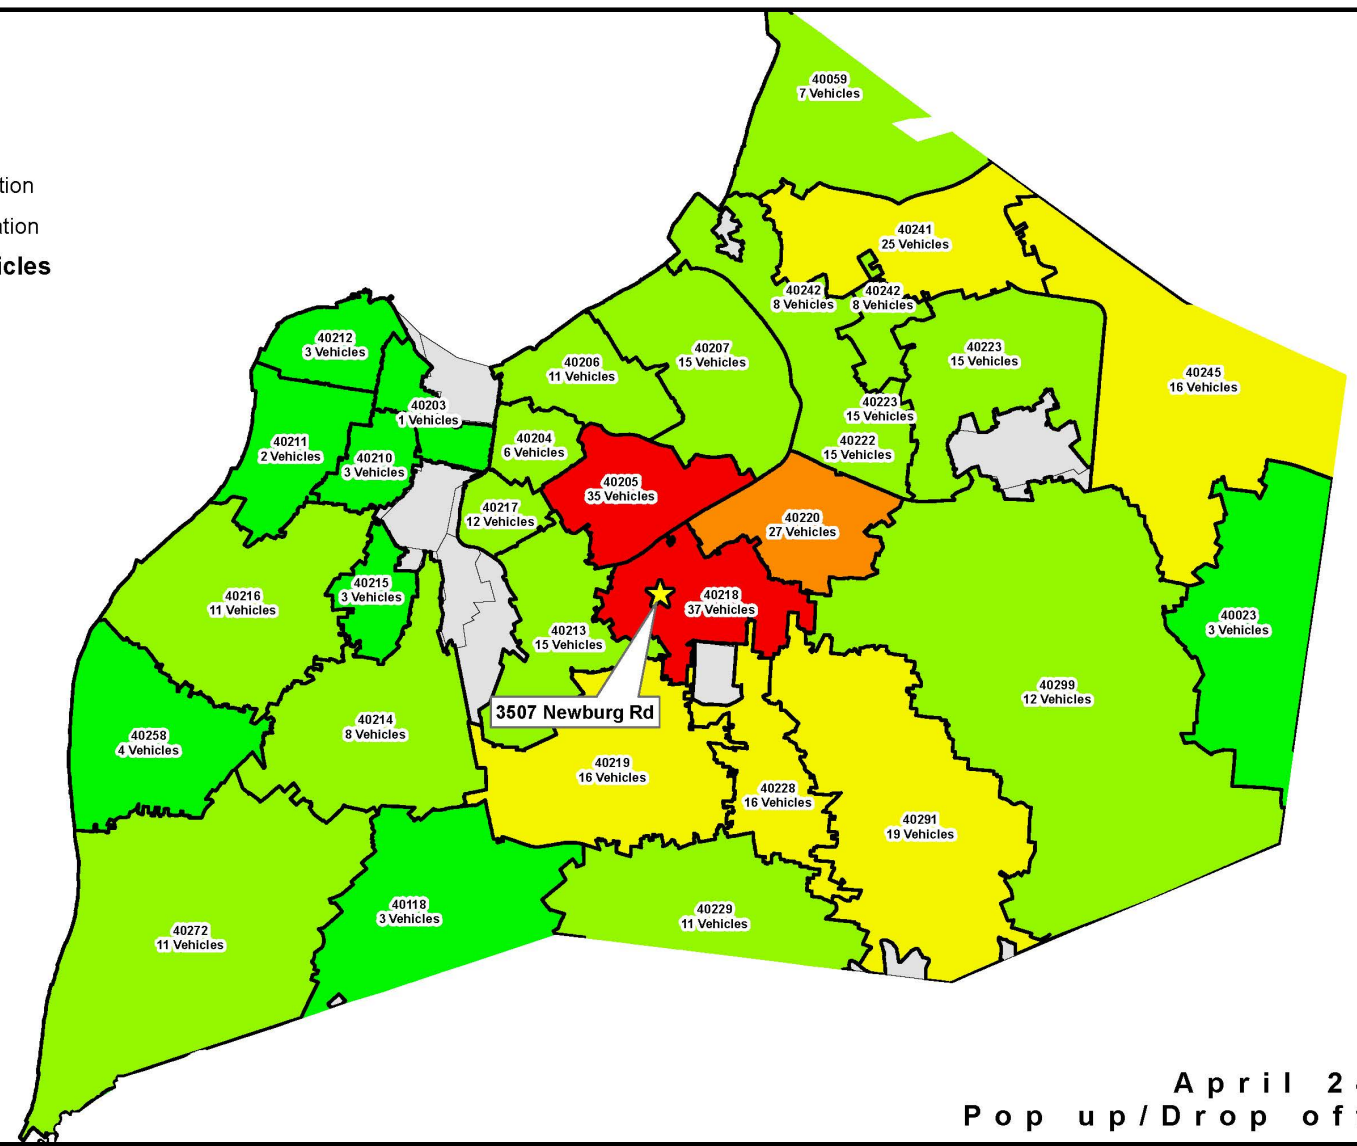 40059
7 Vehicles
tion
ation
icles
40241
25 Vehicles
40242
8 Vehicles
40242
8 Vehicles
40212
3 Vehicles
40206
11 Vehicles
40207
15 Vehicles
40223
15 Vehicles
40245
16 Vehicles
40203
1 Vehicles
40223
15 Vehicles
40211
2 Vehicles
40210
3 Vehicles
40204
6 Vehicles
40222
15 Vehicles
40205
35 Vehicles
40217
12 Vehicles
40220
27 Vehicles
40216
11 Vehicles
40215
3 Vehicles
40218
37 Vehicles
40023
3 Vehicles
40213
15 Vehicles
40299
12 Vehicles
3507 Newburg Rd
40214
8 Vehicles
40258
4 Vehicles
40219
16 Vehicles
40228
16 Vehicles
40291
19 Vehicles
40118
3 Vehicles
40229
11 Vehicles
40272
11 Vehicles
April 2
Pop up/Drop of